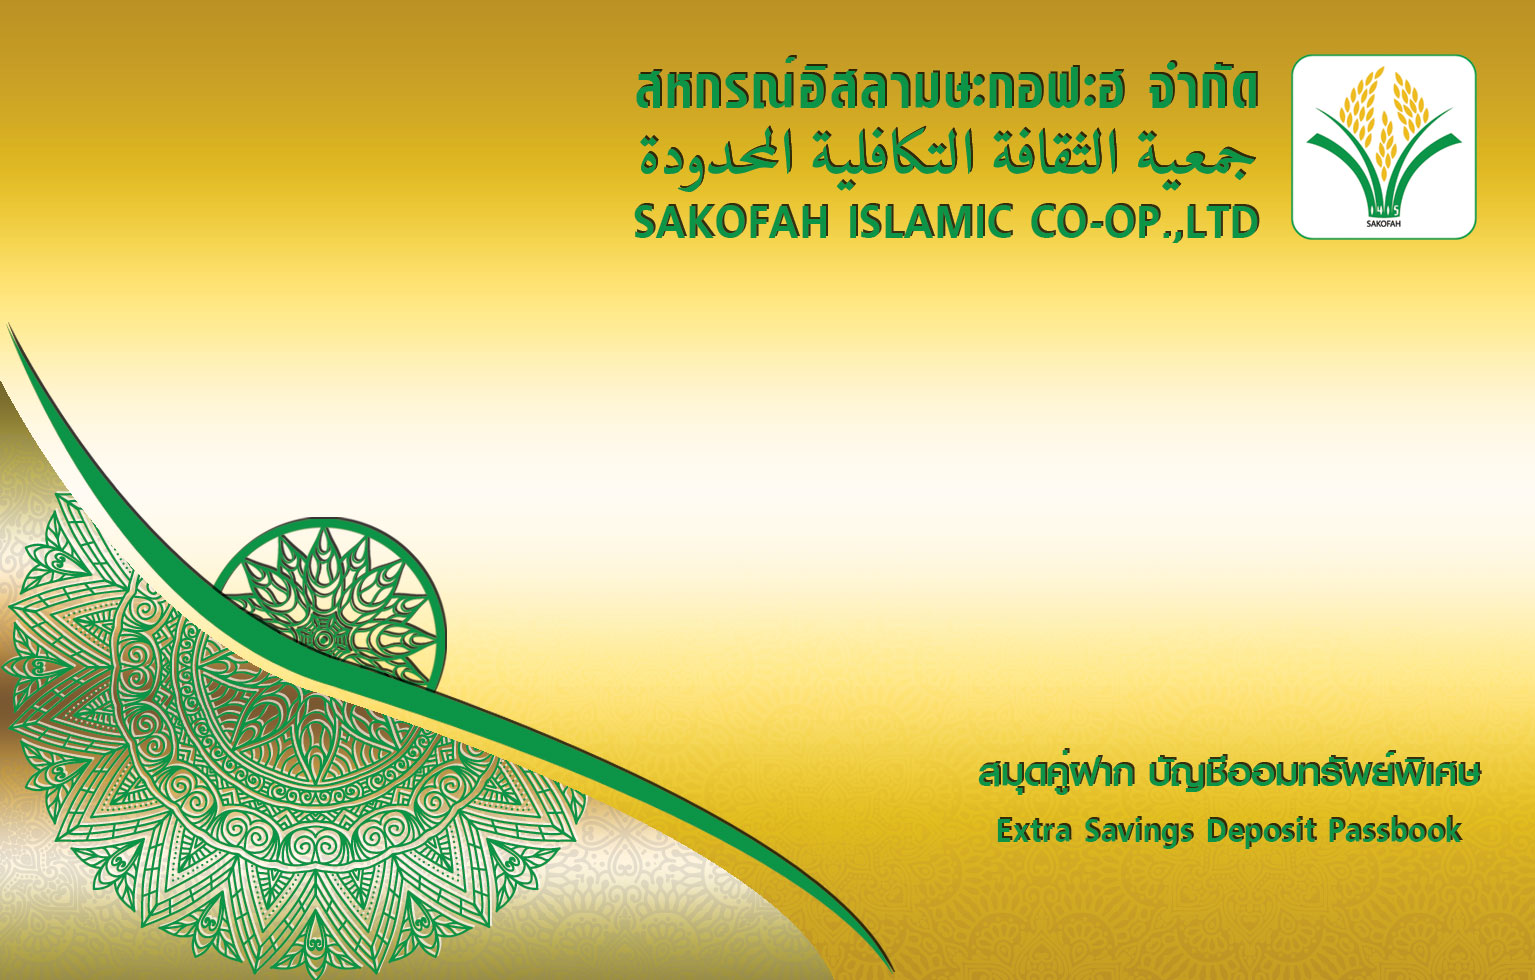 สหกรณ์อิสลามษะกอฟะฮ จำกัด
جمعية الثقافة التكافلية المحدودة
SAKOFAH ISLAMIC CO-OP.,LTD
1415
SAKOFAH
สมุดคู่ฝาก บัญชีออมทรัพย์พิเศษ
Extra Savings Deposit Passbook